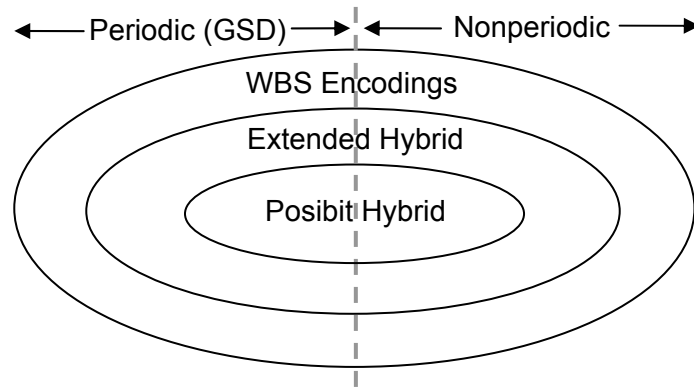 Periodic (GSD) Nonperiodic
WBS Encodings
Extended Hybrid
Posibit Hybrid